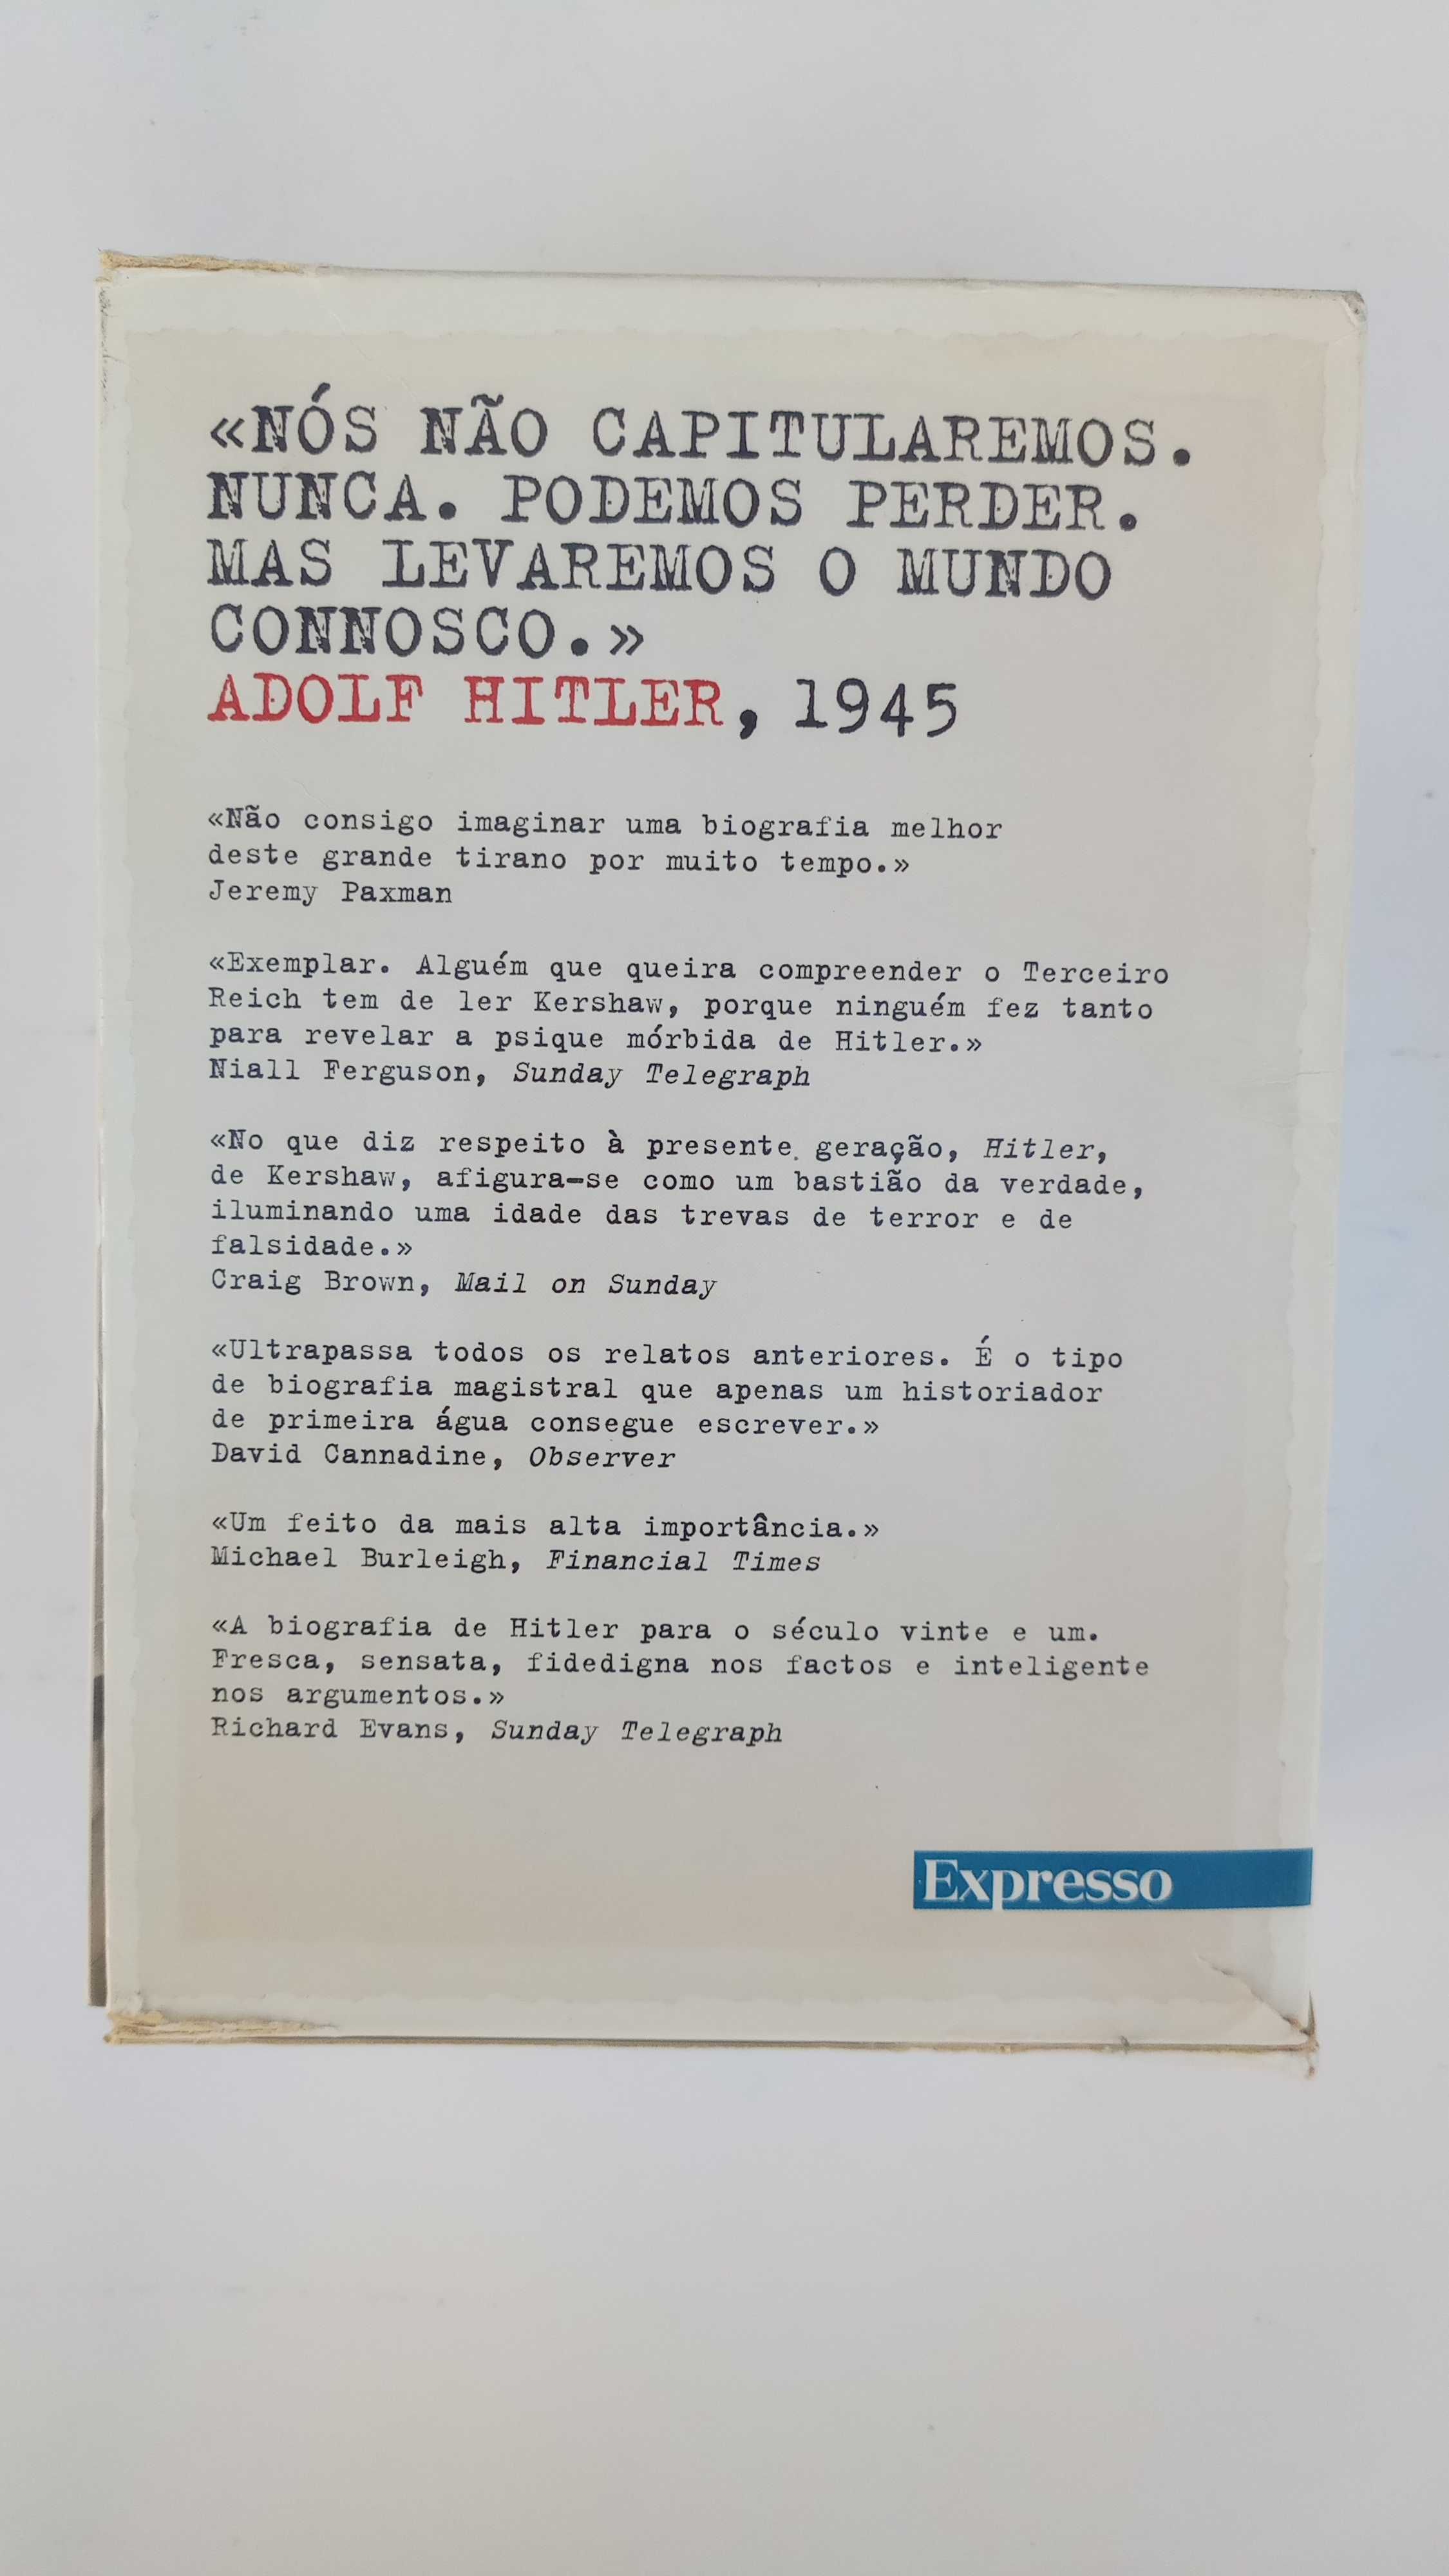 «NÓS NÃO CAPITULAREMOS.
NUNCA. PODEMOS PERDER.
MAS LEVAREMOS O MUNDO
CONNOSCO.»
ADOLF HITLER, 1945
«Não consigo imaginar uma biografia melhor
deste grande tirano por muito tempo.»
Jeremy Paxman
«Exemplar. Alguém que queira compreender o Terceiro
Reich tem de ler Kershaw, porque ninguém fez tanto
para revelar a psique mórbida de Hitler.»
Niall Ferguson, Sunday Telegraph
«No que diz respeito à presente geração, Hitler,
de Kershaw, afigura-se como um bastião da verdade,
iluminando uma idade das trevas de terror e de
falsidade.»
Craig Brown, Mail on Sunday
«Ultrapassa todos os relatos anteriores. É o tipo
de biografia magistral que apenas um historiador
de primeira água consegue escrever.»
David Cannadine, Observer
«Um feito da mais alta importância.»
Michael Burleigh, Financial Times
«A biografia de Hitler para o século vinte e um.
Fresca, sensata, fidedigna nos factos e inteligente
nos argumentos.»
Richard Evans, Sunday Telegraph
Expresso